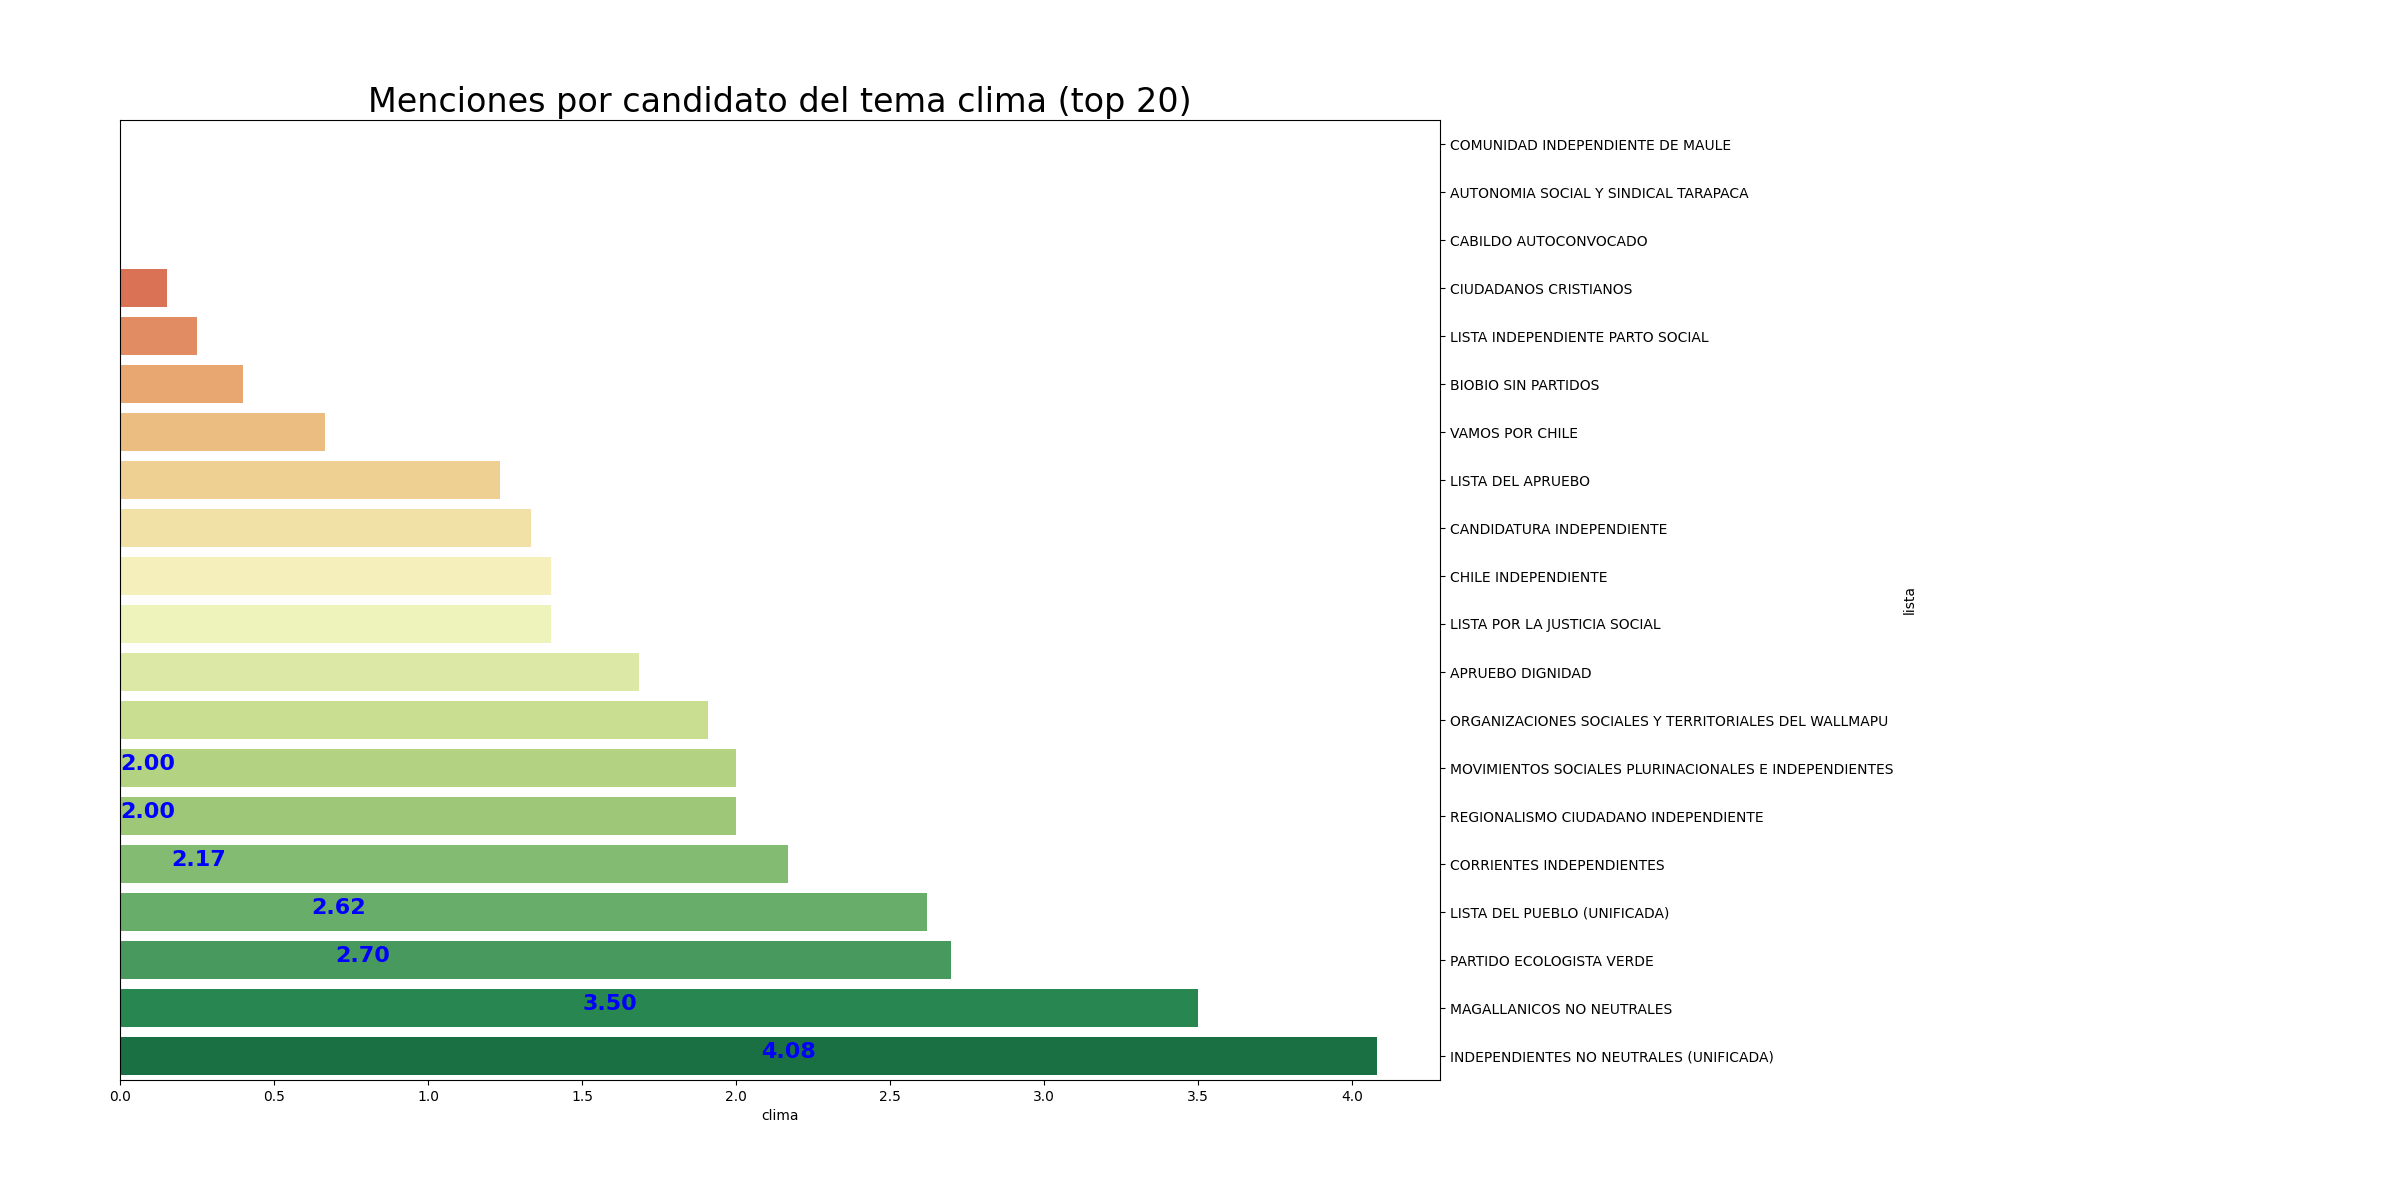 Menciones por candidato del tema clima (top 20)
COMUNIDAD INDEPENDIENTE DE MAULE
AUTONOMIA SOCIAL Y SINDICAL TARAPACA
CABILDO AUTOCONVOCADO
CIUDADANOS CRISTIANOS
LISTA INDEPENDIENTE PARTO SOCIAL
BIOBIO SIN PARTIDOS
VAMOS POR CHILE
LISTA DEL APRUEBO
CANDIDATURA INDEPENDIENTE
CHILE INDEPENDIENTE
lista
LISTA POR LA JUSTICIA SOCIAL
APRUEBO DIGNIDAD
ORGANIZACIONES SOCIALES Y TERRITORIALES DEL WALLMAPU
2.00 MOVIMIENTOS SOCIALES PLURINACIONALES E INDEPENDIENTES
2.00 REGIONALISMO CIUDADANO INDEPENDIENTE
2.17 CORRIENTES INDEPENDIENTES
2.62 LISTA DEL PUEBLO (UNIFICADA)
2.70 PARTIDO ECOLOGISTA VERDE
3.50 MAGALLANICOS NO NEUTRALES
4.08 INDEPENDIENTES NO NEUTRALES (UNIFICADA)
0.0 0.5 1.0 1.5 2.0 2.5 3.0 3.5 4.0
clima